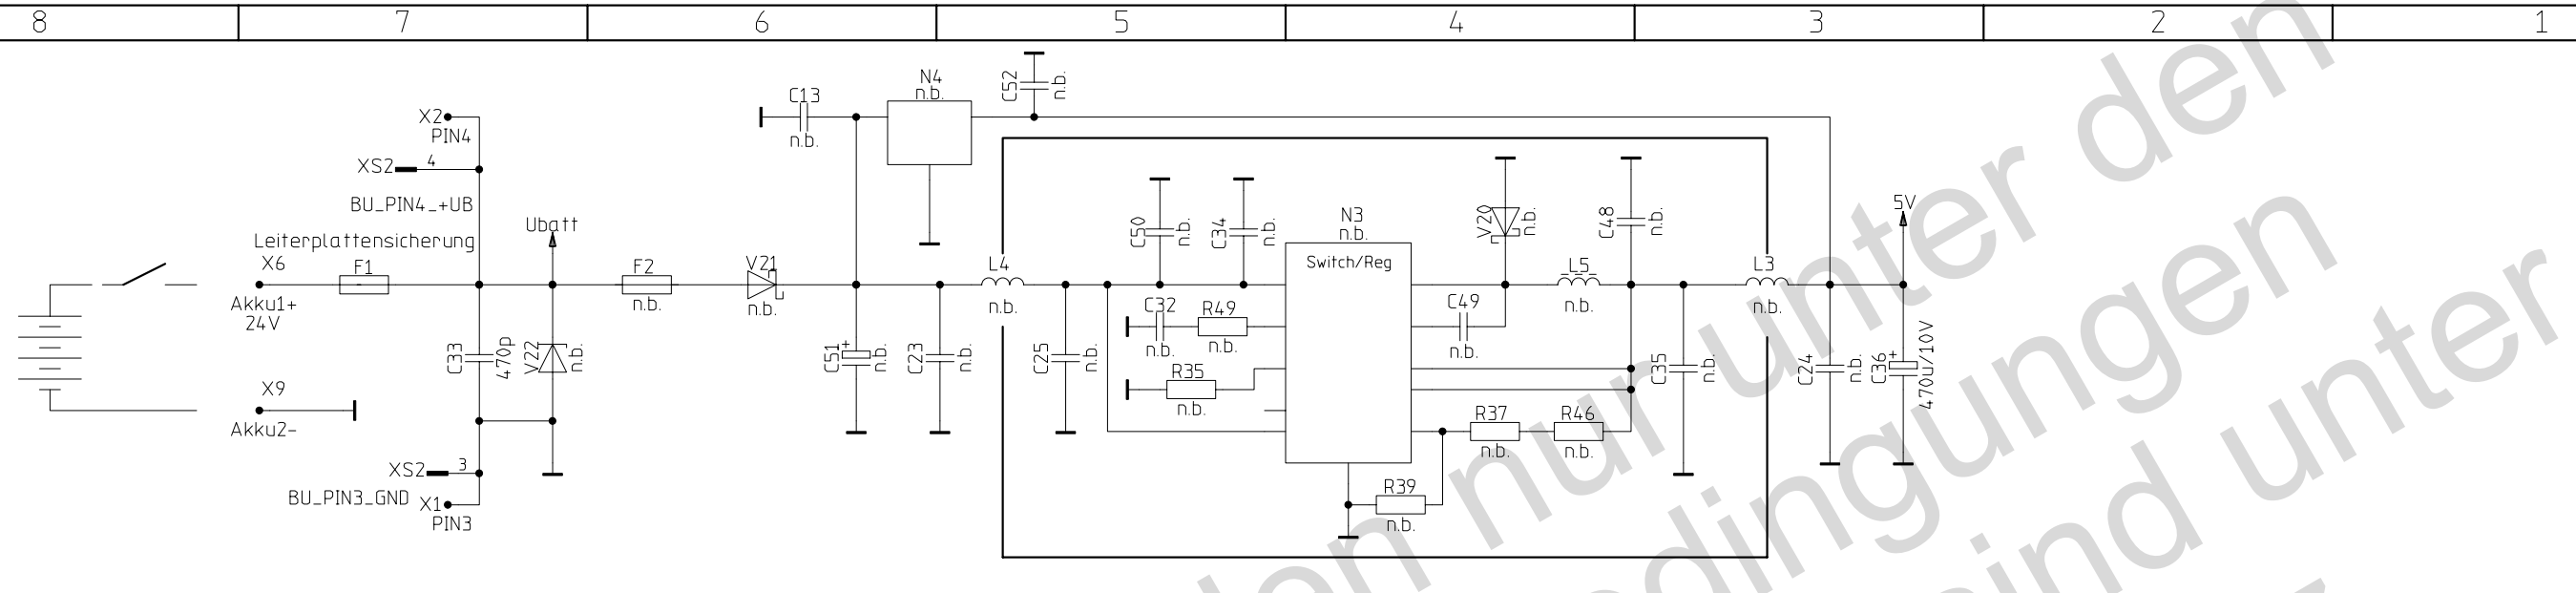 8 7 6 5 4 3 2 1
X2
PIN4
XS2 4
BU_PIN4_+UB
Leiterplattensicherung
X6
F1
Akku1+
24V
X9
Akku2-
Ubatt
C33
470p
V22
n.b.
XS2 3
BU_PIN3_GND
X1
PIN3
F2
n.b.
V21
n.b.
C13
n.b.
N4
n.b.
C52
n.b.
C51
+
n.b.
C23
n.b.
L4
n.b.
C25
n.b.
C50
n.b.
C34
n.b.
C32
n.b.
R49
n.b.
R35
n.b.
N3
n.b.
Switch/Reg
V20
n.b.
C49
n.b.
L5
n.b.
C48
n.b.
R37
n.b.
R46
n.b.
R39
n.b.
C35
n.b.
L3
n.b.
C24
n.b.
5V
C36
+
470u/10V
nur unter den
ind unter